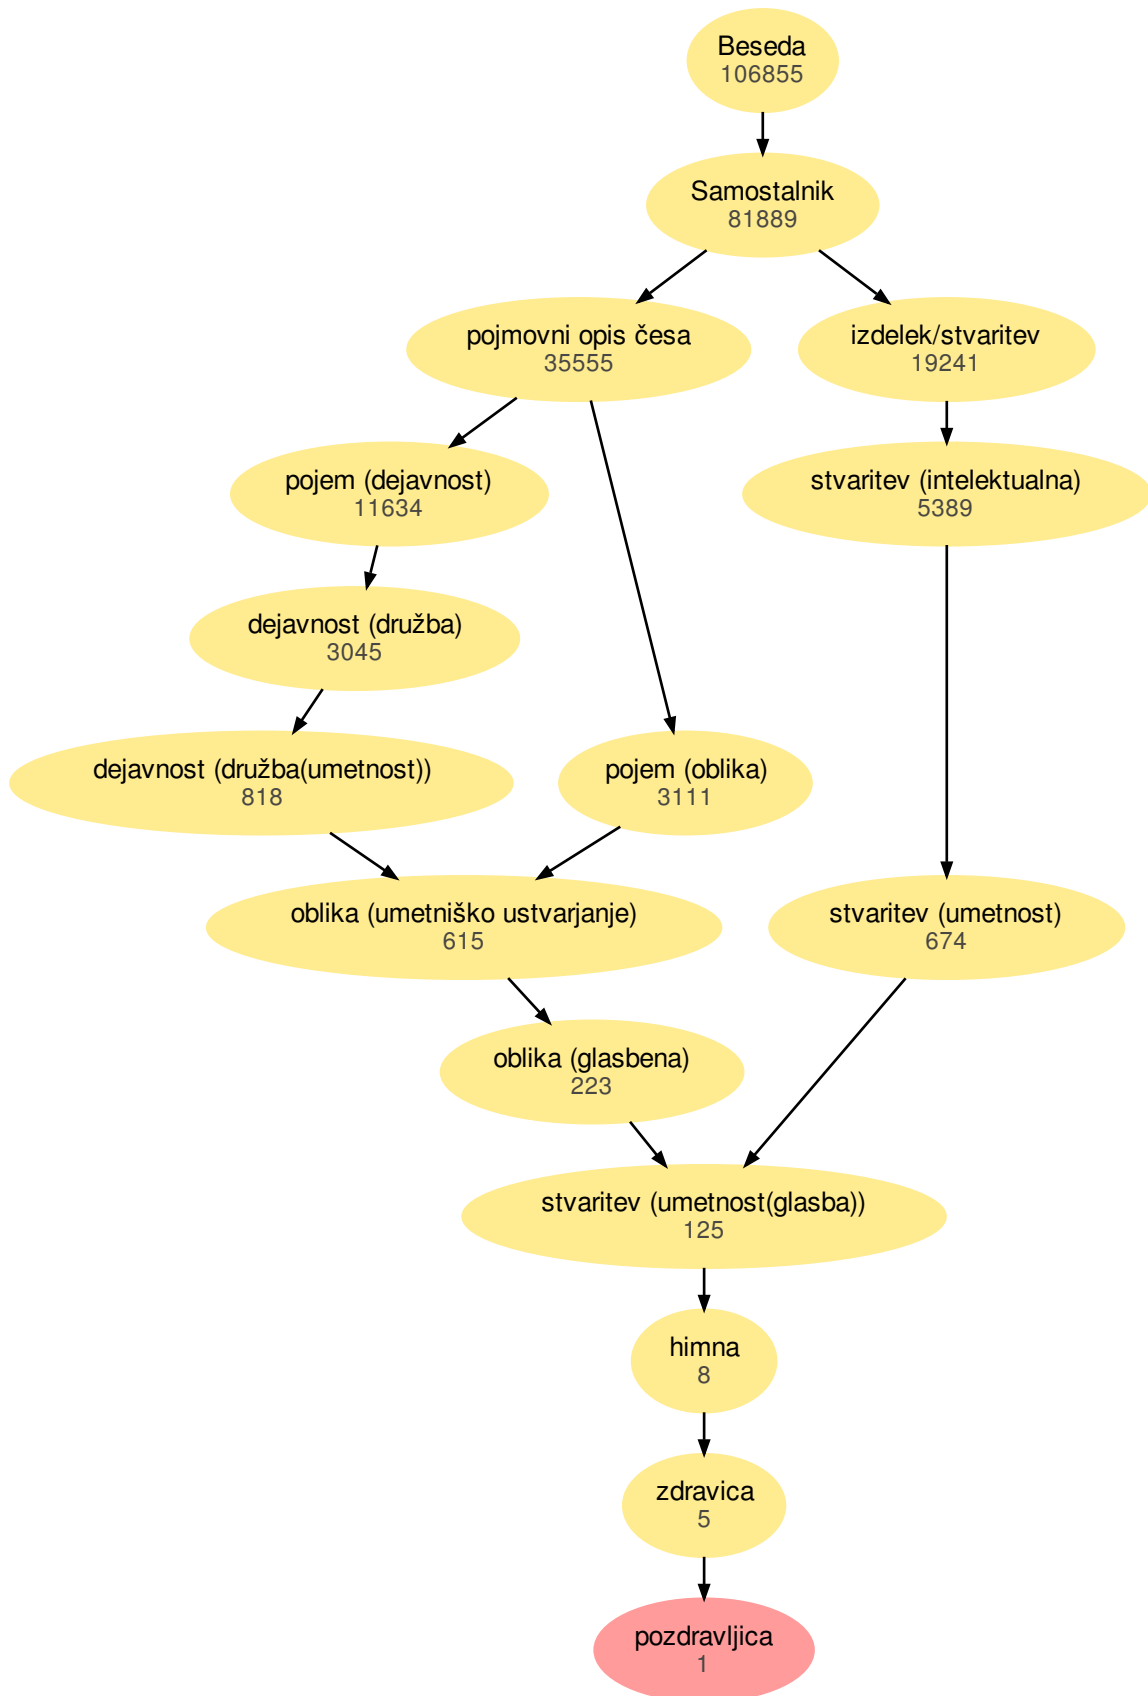 Beseda
106855
Samostalnik
81889
pojmovni opis česa
35555
izdelek/stvaritev
19241
pojem (dejavnost)
11634
stvaritev (intelektualna)
5389
dejavnost (družba)
3045
dejavnost (družba(umetnost))
818
pojem (oblika)
3111
oblika (umetniško ustvarjanje)
615
stvaritev (umetnost)
674
oblika (glasbena)
223
stvaritev (umetnost(glasba))
125
himna
8
zdravica
5
pozdravljica
1